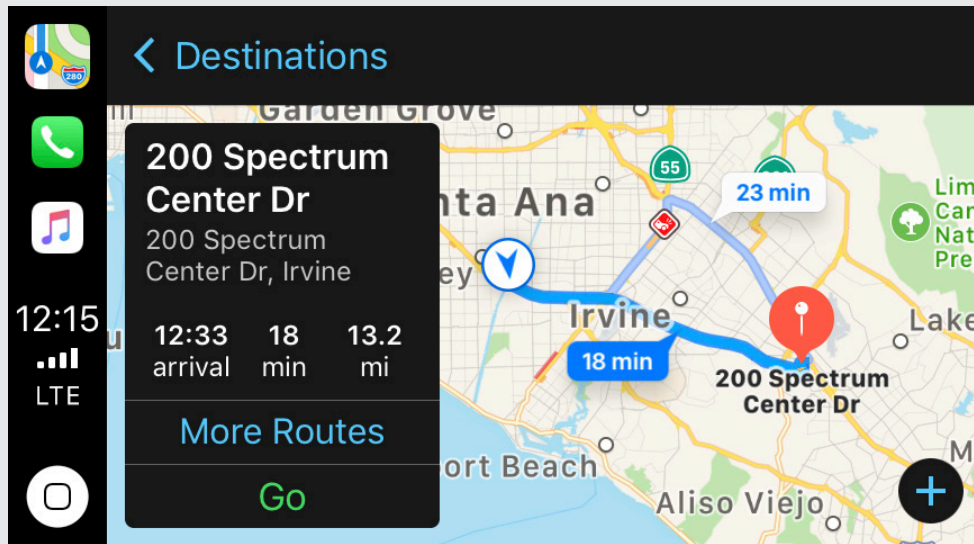 280
Destinations
Garden Grove
200 Spectrum
Center Dr
200 Spectrum
Center Dr, Irvine
12:33
arrival
18
min
13.2
mi
More Routes
Go
12:15
LTE
55
23 min
nta Ana
Lim
Can
Nat
Pre
ey
Irvine
18 min
Lake
200 Spectrum
Center Dr
ort Beach
Aliso Viejo
M